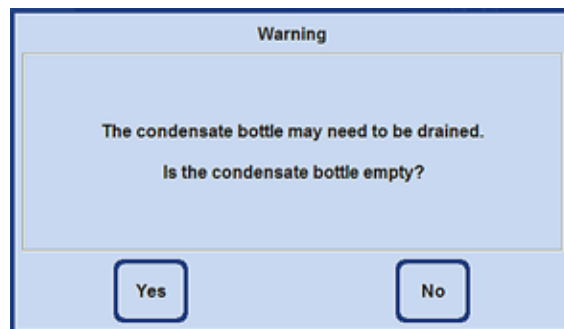 Warning
The condensate bottle may need to be drained.
Is the condensate bottle empty?
Yes
No